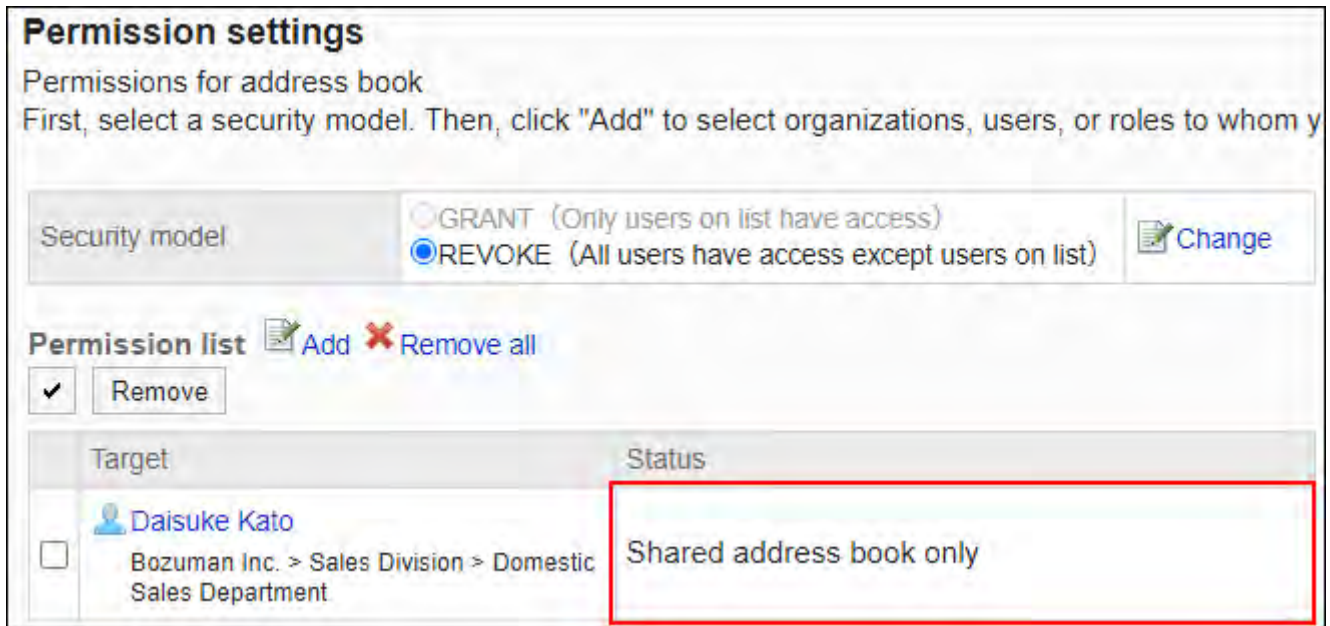 Permission settings
Permissions for address book
First, select a security model. Then, click "Add" to select organizations, users, or roles to whom y
Security model
GRANT (Only users on list have access)
REVOKE (All users have access except users on list)
Change
Permission list Add Remove all
Remove
Target Status
Daisuke Kato
Bozuman Inc. > Sales Division > Domestic
Sales Department
Shared address book only